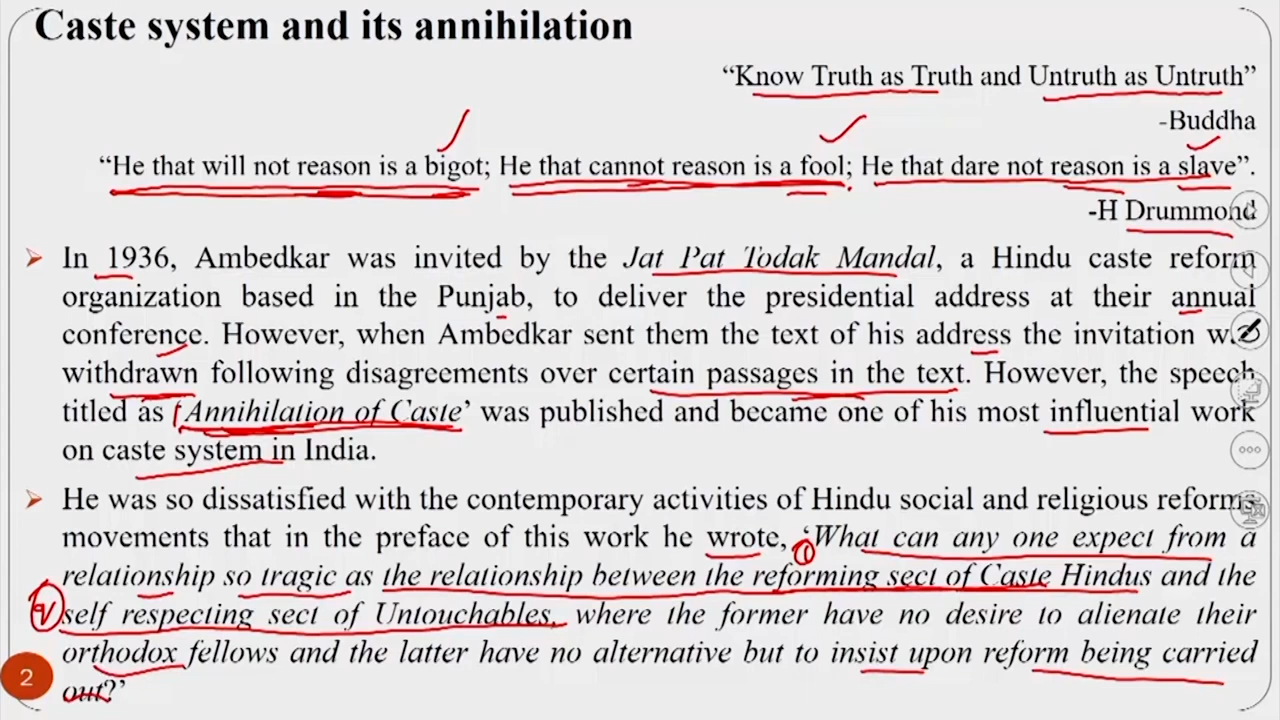 Caste system and its annihilation
“Know Truth as Truth and Untruth as Untruth”
-Buddha
“He that will not reason is a bigot; He that cannot reason is a fool; He that dare not reason is a slave”.
-H Drummond
In 1936, Ambedkar was invited by the Jat Pat Todak Mandal, a Hindu caste reform
organization based in the Punjab, to deliver the presidential address at their annual
conference. However, when Ambedkar sent them the text of his address the invitation
withdrawn following disagreements over certain passages in the text. However, the speech
titled as ‘Annihilation of Caste’ was published and became one of his most influential work
on caste system in India.
He was so dissatisfied with the contemporary activities of Hindu social and religious reforms
movements that in the preface of this work he wrote, ‘What can any one expect from a
relationship so tragic as the relationship between the reforming sect of Caste Hindus and the
self respecting sect of Untouchables, where the former have no desire to alienate their
orthodox fellows and the latter have no alternative but to insist upon reform being carried
out?’
2